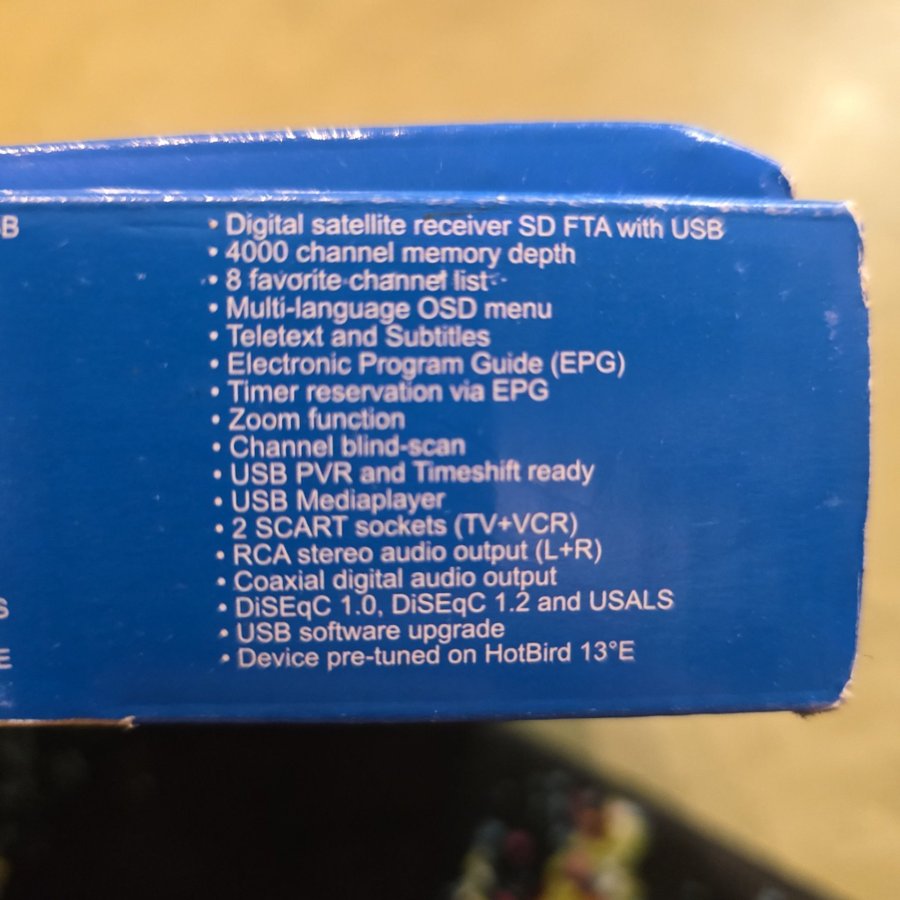 • Digital satellite receiver SD FTA with USB
• 4000 channel memory depth
• 8 favorite channel list
• Multi-language OSD menu
• Teletext and Subtitles
• Electronic Program Guide (EPG)
• Timer reservation via EPG
• Zoom function
• Channel blind-scan
• USB PVR and Timeshift ready
• USB Mediaplayer
• 2 SCART sockets (TV+VCR)
• RCA stereo audio output (L+R)
• Coaxial digital audio output
• DiSEqC 1.0, DiSEqC 1.2 and USALS
• USB software upgrade
• Device pre-tuned on HotBird 13°E